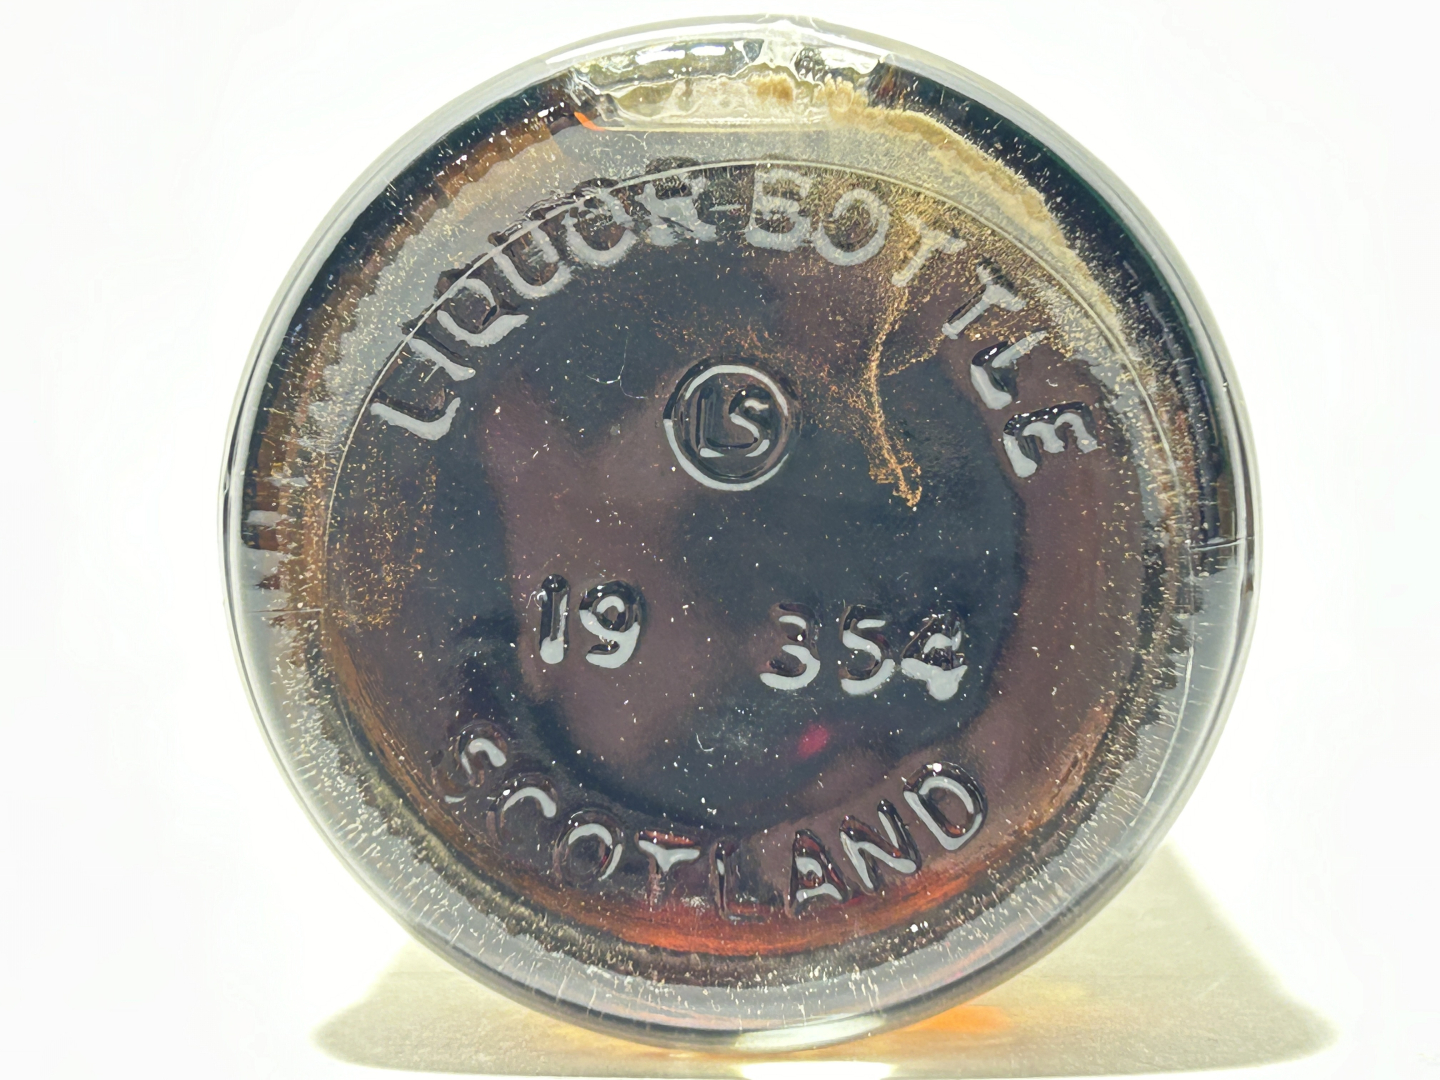 LIQUOR-BOTTLE
LS
19 354
SCOTLAND